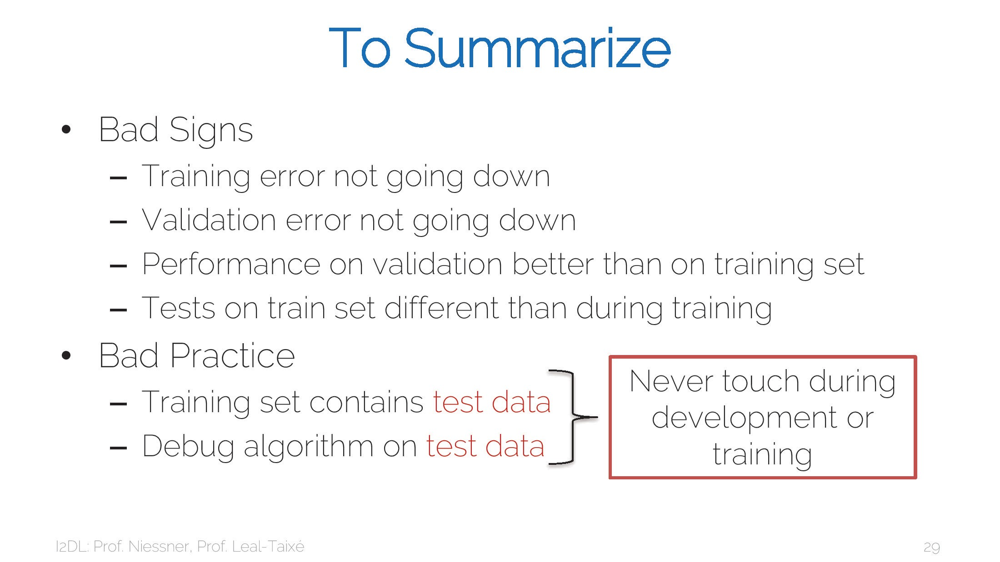 To Summarize
• Bad Signs
– Training error not going down
– Validation error not going down
– Performance on validation better than on training set
– Tests on train set different than during training
• Bad Practice
– Training set contains test data
– Debug algorithm on test data
Never touch during
development or
training
I2DL: Prof. Niessner, Prof. Leal-Taixé
29